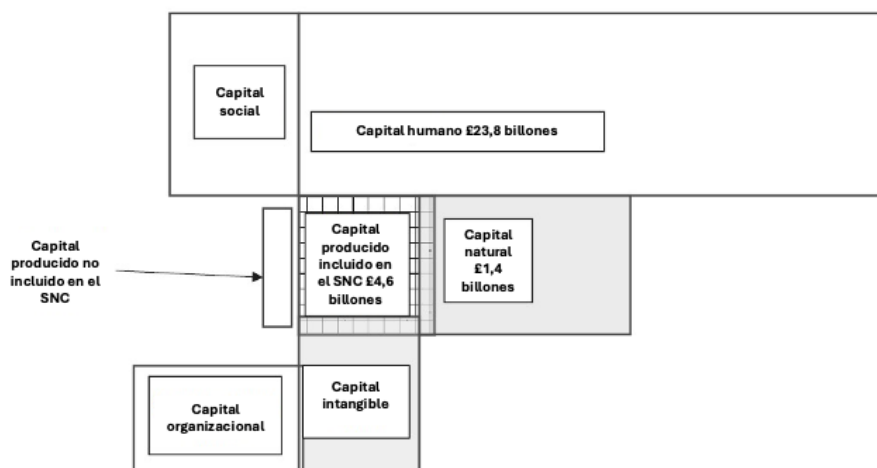 Capital
social
Capital humano £23,8 billones
Capital
producido no
incluido en el
SNC
Capital
producido
incluido en
el SNC £4,6
billones
Capital
natural
£1,4
billones
Capital
organizacional
Capital
intangible